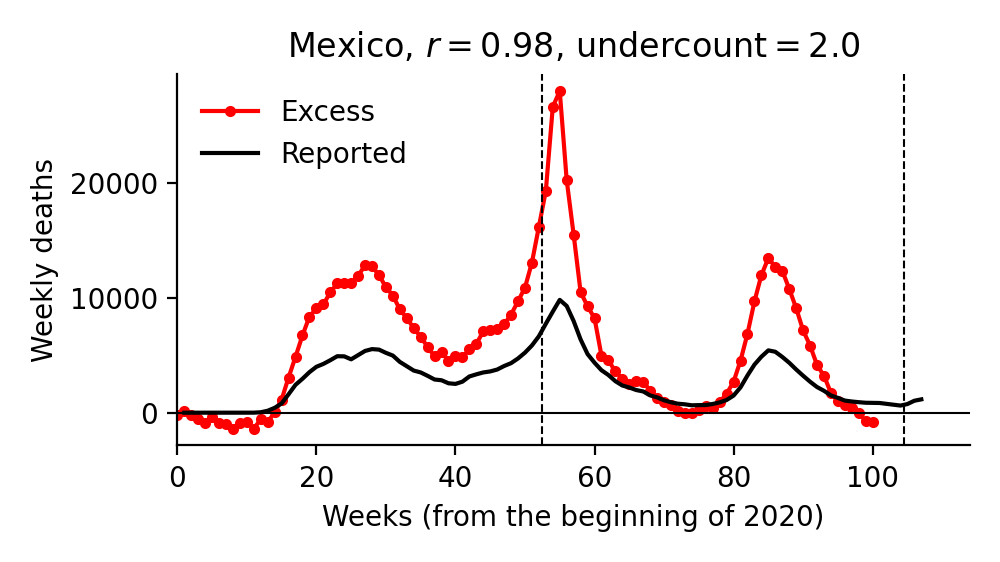 Mexico, r = 0.98, undercount = 2.0
Excess
Reported
Weekly deaths
20000
10000
0
0 20 40 60 80 100
Weeks (from the beginning of 2020)